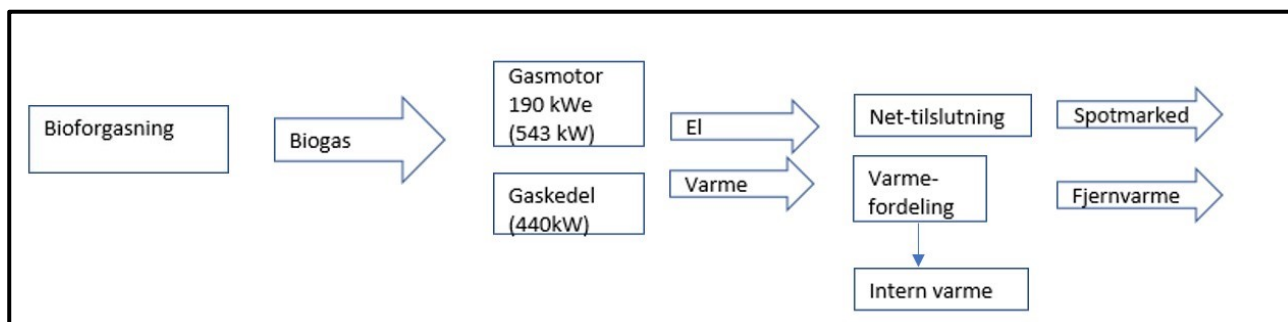 Bioforgasning
Biogas
Gasmotor
190 kWe
(543 kW)
Gaskedel
(440kW)
El
Varme
Net-tilslutning
Varme-
fordeling
Intern varme
Spotmarked
Fjernvarme